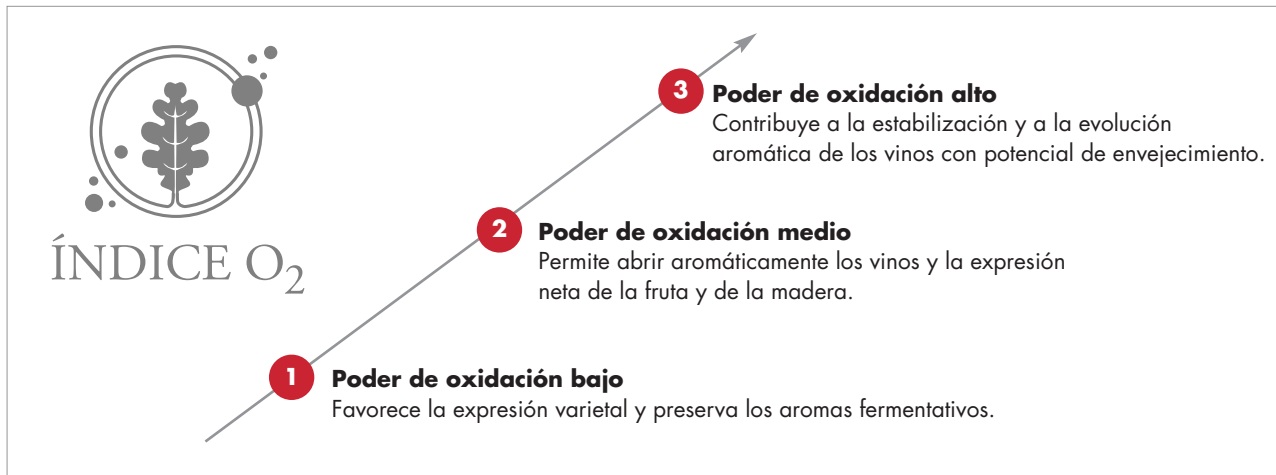 ÍNDICE O2
3
Poder de oxidación alto
Contribuye a la estabilización y a la evolución
aromática de los vinos con potencial de envejecimiento.
2
Poder de oxidación medio
Permite abrir aromáticamente los vinos y la expresión
neta de la fruta y de la madera.
1
Poder de oxidación bajo
Favorece la expresión varietal y preserva los aromas fermentativos.